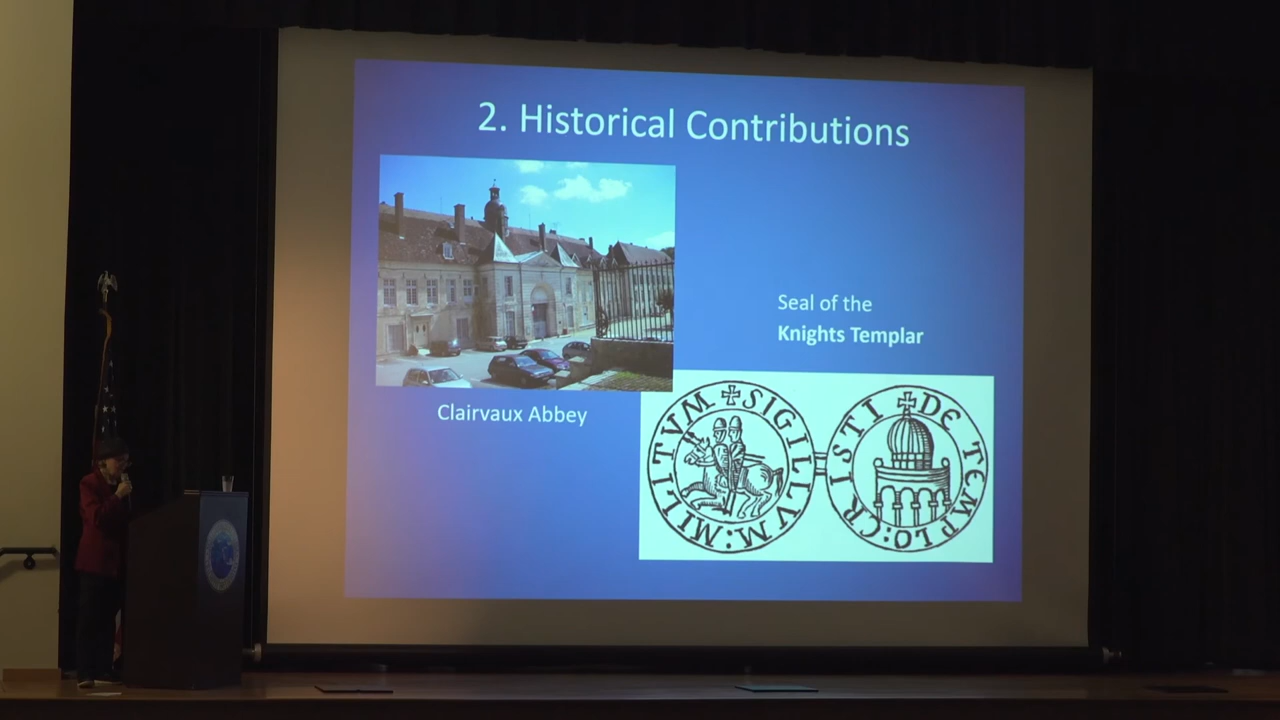 2. Historical Contributions
Clairvaux Abbey
Seal of the
Knights Templar
✠SIGILLVM:MILITVM
✠DE TEMPLO:CRISTI